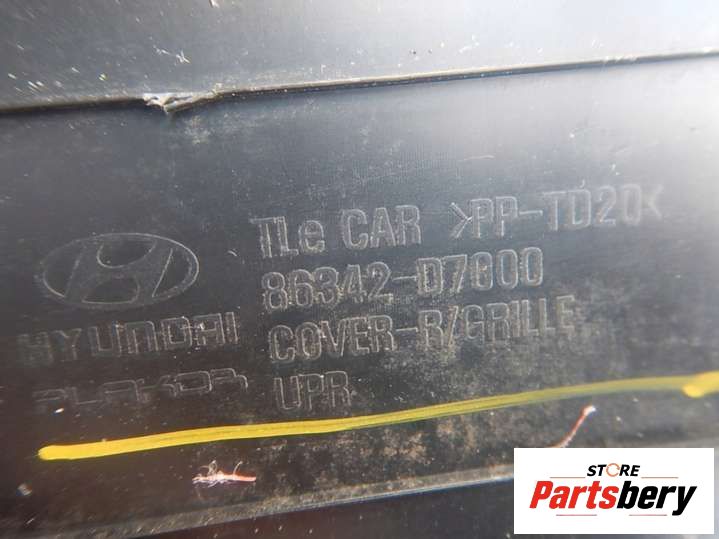 TLe CAR >PP-TD20<
86342-D7000
HYUNDAI COVER-R/GRILLE
UPR
STORE
Partsbery